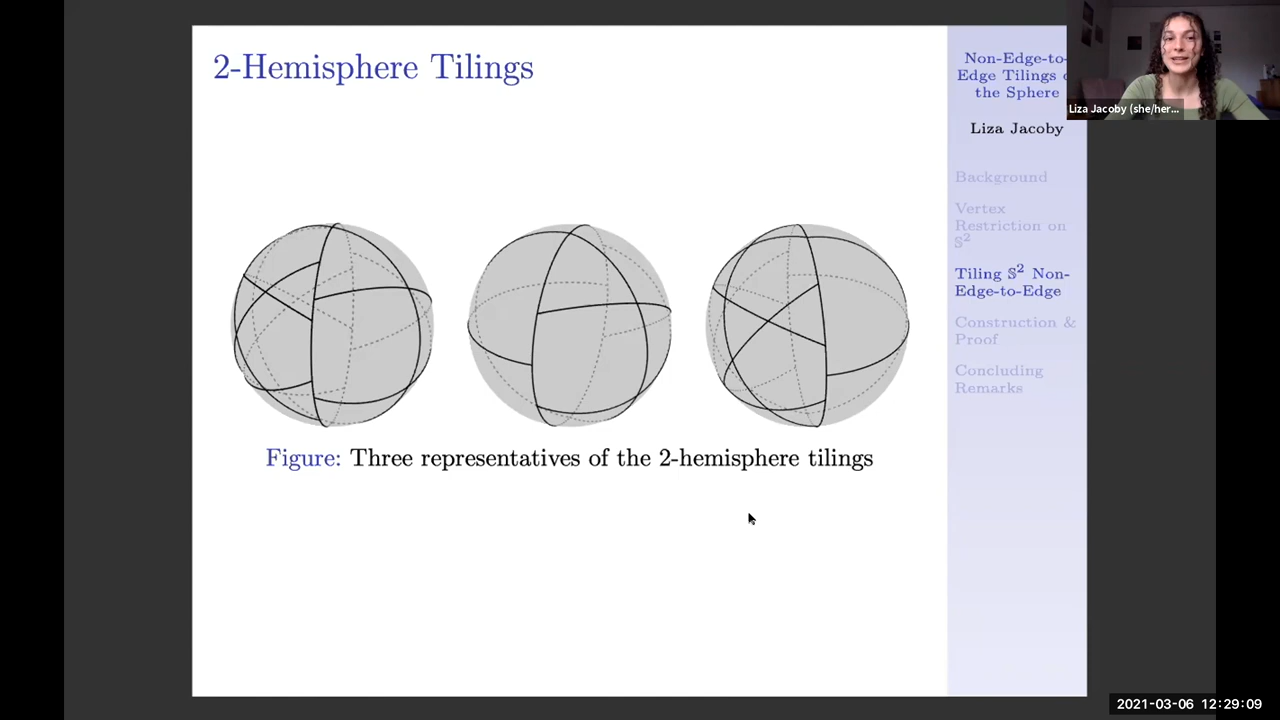 2-Hemisphere Tilings
Figure: Three representatives of the 2-hemisphere tilings
Non-Edge-to-
Edge Tilings
the Sphere
Liza Jacoby
Background
Vertex
Restriction on
𝕊²
Tiling 𝕊² Non-
Edge-to-Edge
Construction &
Proof
Concluding
Remarks
Liza Jacoby (she/her...
2021-03-06 12:29:09